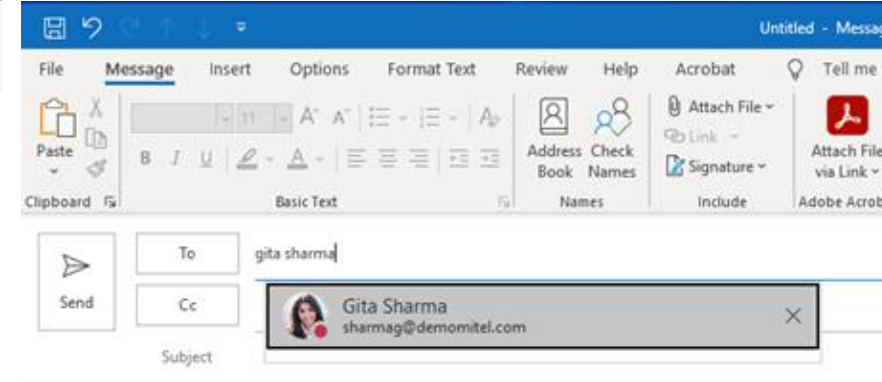 Untitled - Messag
File Message Insert Options Format Text Review Help Acrobat Tell me
Paste
Clipboard
11
B I U
Basic Text
Address Book
Check Names
Names
Attach File
Link
Signature
Include
Attach File
via Link
Adobe Acrob
Send
To
gita sharma
Cc
Gita Sharma
sharmag@demomitel.com
Subject